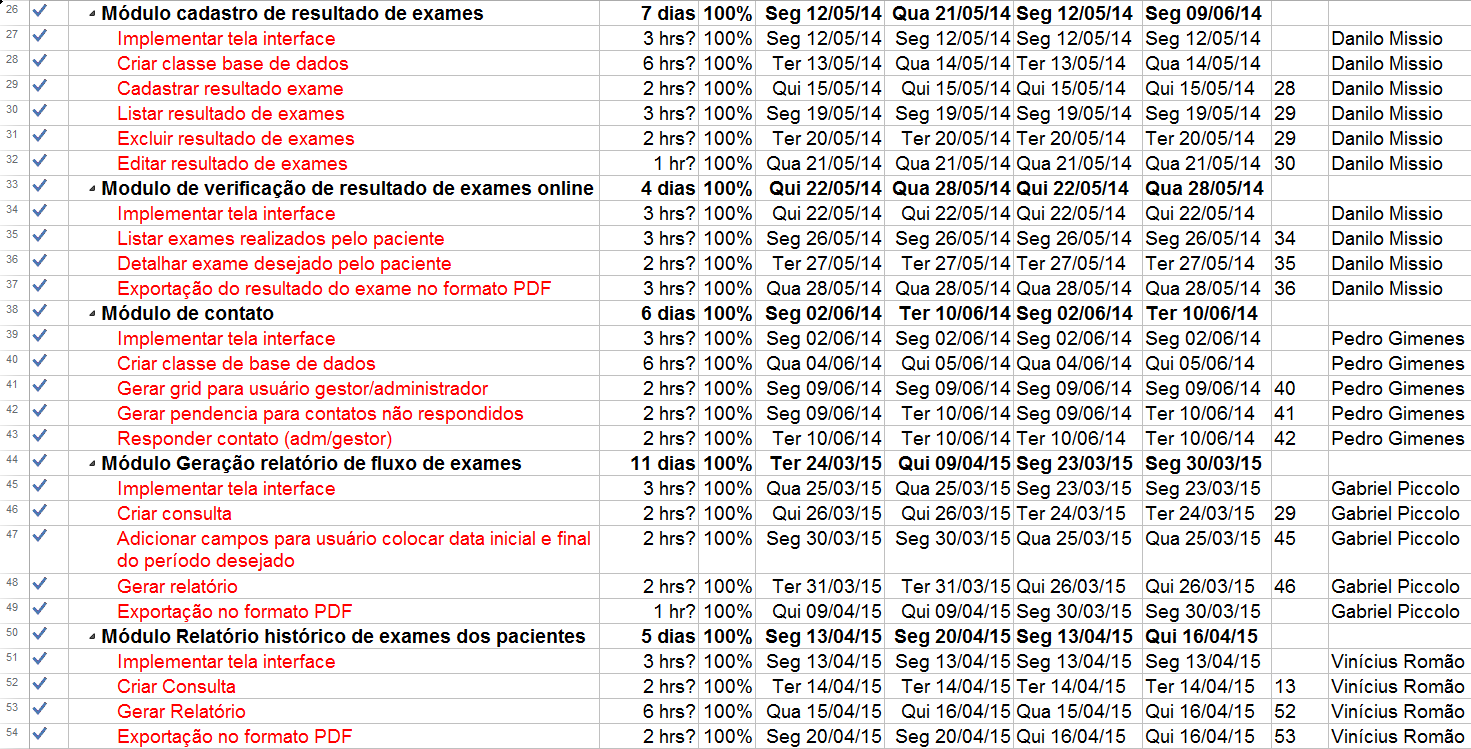 26 Módulo cadastro de resultado de exames 7 dias 100% Seg 12/05/14 Qua 21/05/14 Seg 12/05/14 Seg 09/06/14
27 Implementar tela interface 3 hrs? 100% Seg 12/05/14 Seg 12/05/14 Seg 12/05/14 Seg 12/05/14 Danilo Missio
28 Criar classe base de dados 6 hrs? 100% Ter 13/05/14 Qua 14/05/14 Ter 13/05/14 Qua 14/05/14 Danilo Missio
29 Cadastrar resultado exame 2 hrs? 100% Qui 15/05/14 Qui 15/05/14 Qui 15/05/14 Qui 15/05/14 28 Danilo Missio
30 Listar resultado de exames 3 hrs? 100% Seg 19/05/14 Seg 19/05/14 Seg 19/05/14 Seg 19/05/14 29 Danilo Missio
31 Excluir resultado de exames 2 hrs? 100% Ter 20/05/14 Ter 20/05/14 Ter 20/05/14 Ter 20/05/14 29 Danilo Missio
32 Editar resultado de exames 1 hr? 100% Qua 21/05/14 Qua 21/05/14 Qua 21/05/14 Qua 21/05/14 30 Danilo Missio
33 Modulo de verificação de resultado de exames online 4 dias 100% Qui 22/05/14 Qua 28/05/14 Qui 22/05/14 Qua 28/05/14
34 Implementar tela interface 3 hrs? 100% Qui 22/05/14 Qui 22/05/14 Qui 22/05/14 Qui 22/05/14 Danilo Missio
35 Listar exames realizados pelo paciente 3 hrs? 100% Seg 26/05/14 Seg 26/05/14 Seg 26/05/14 Seg 26/05/14 34 Danilo Missio
36 Detalhar exame desejado pelo paciente 2 hrs? 100% Ter 27/05/14 Ter 27/05/14 Ter 27/05/14 Ter 27/05/14 35 Danilo Missio
37 Exportação do resultado do exame no formato PDF 3 hrs? 100% Qua 28/05/14 Qua 28/05/14 Qua 28/05/14 Qua 28/05/14 36 Danilo Missio
38 Módulo de contato 6 dias 100% Seg 02/06/14 Ter 10/06/14 Seg 02/06/14 Ter 10/06/14
39 Implementar tela interface 3 hrs? 100% Seg 02/06/14 Seg 02/06/14 Seg 02/06/14 Seg 02/06/14 Pedro Gimenes
40 Criar classe de base de dados 6 hrs? 100% Qua 04/06/14 Qui 05/06/14 Qua 04/06/14 Qui 05/06/14 Pedro Gimenes
41 Gerar grid para usuário gestor/administrador 2 hrs? 100% Seg 09/06/14 Seg 09/06/14 Seg 09/06/14 Seg 09/06/14 40 Pedro Gimenes
42 Gerar pendencia para contatos não respondidos 2 hrs? 100% Seg 09/06/14 Ter 10/06/14 Seg 09/06/14 Ter 10/06/14 41 Pedro Gimenes
43 Responder contato (adm/gestor) 2 hrs? 100% Ter 10/06/14 Ter 10/06/14 Ter 10/06/14 Ter 10/06/14 42 Pedro Gimenes
44 Módulo Geração relatório de fluxo de exames 11 dias 100% Ter 24/03/15 Qui 09/04/15 Seg 23/03/15 Seg 30/03/15
45 Implementar tela interface 3 hrs? 100% Qua 25/03/15 Qua 25/03/15 Seg 23/03/15 Seg 23/03/15 Gabriel Piccolo
46 Criar consulta 2 hrs? 100% Qui 26/03/15 Qui 26/03/15 Ter 24/03/15 Ter 24/03/15 29 Gabriel Piccolo
47 Adicionar campos para usuário colocar data inicial e final 2 hrs? 100% Seg 30/03/15 Seg 30/03/15 Qua 25/03/15 Qua 25/03/15 45 Gabriel Piccolo
do período desejado
48 Gerar relatório 2 hrs? 100% Ter 31/03/15 Ter 31/03/15 Qui 26/03/15 Qui 26/03/15 46 Gabriel Piccolo
49 Exportação no formato PDF 1 hr? 100% Qui 09/04/15 Qui 09/04/15 Seg 30/03/15 Seg 30/03/15 Gabriel Piccolo
50 Módulo Relatório histórico de exames dos pacientes 5 dias 100% Seg 13/04/15 Seg 20/04/15 Seg 13/04/15 Qui 16/04/15
51 Implementar tela interface 3 hrs? 100% Seg 13/04/15 Seg 13/04/15 Seg 13/04/15 Seg 13/04/15 Vinícius Romão
52 Criar Consulta 2 hrs? 100% Ter 14/04/15 Ter 14/04/15 Ter 14/04/15 Ter 14/04/15 13 Vinícius Romão
53 Gerar Relatório 6 hrs? 100% Qua 15/04/15 Qui 16/04/15 Qua 15/04/15 Qui 16/04/15 52 Vinícius Romão
54 Exportação no formato PDF 2 hrs? 100% Seg 20/04/15 Seg 20/04/15 Qui 16/04/15 Qui 16/04/15 53 Vinícius Romão